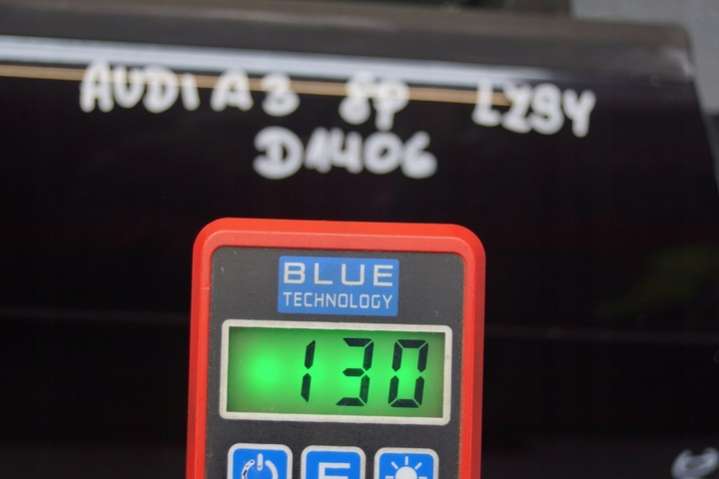 AUDI A3 8P LZ9Y
D1406
BLUE
TECHNOLOGY
130
F